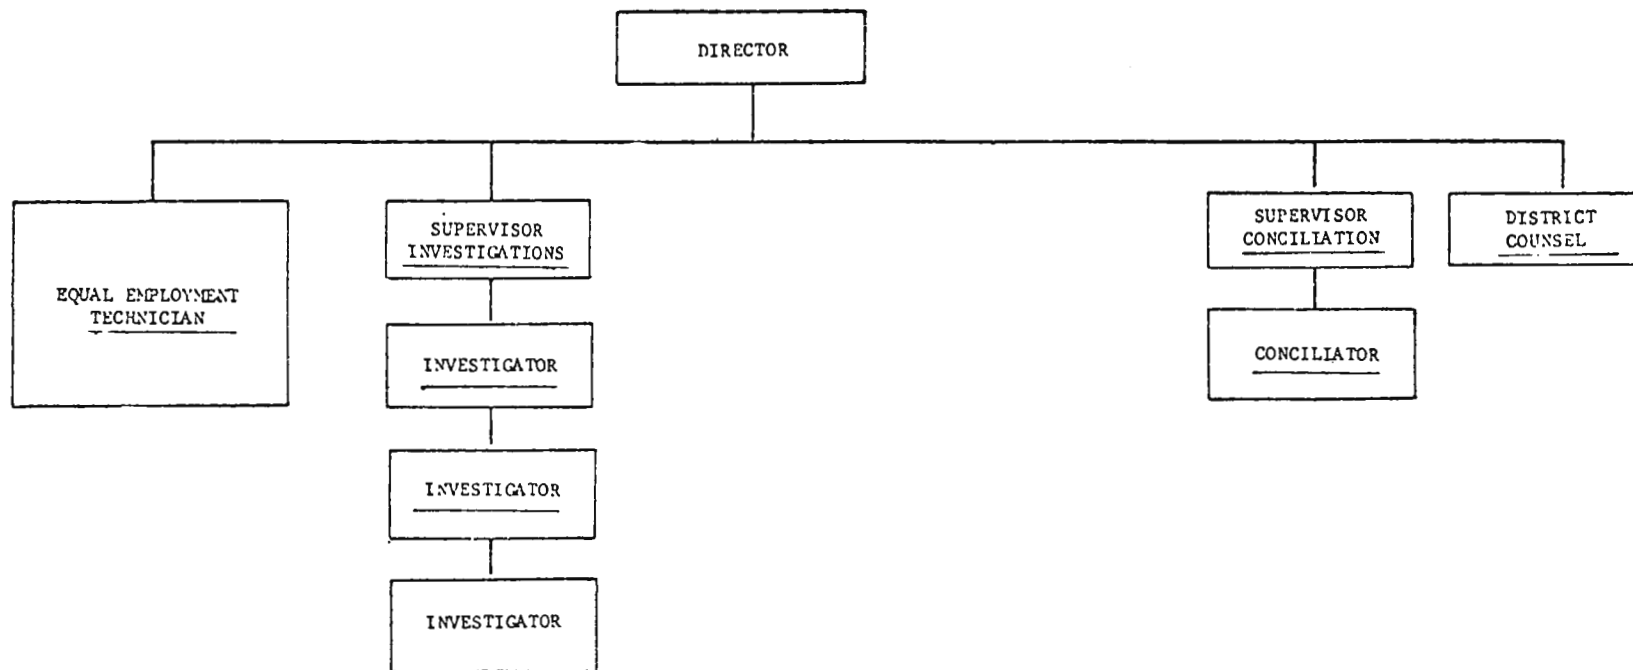 DIRECTOR
EQUAL EMPLOYMENT
TECHNICIAN
SUPERVISOR
INVESTIGATIONS
INVESTIGATOR
INVESTIGATOR
INVESTIGATOR
SUPERVISOR
CONCILIATION
CONCILIATOR
DISTRICT
COUNSEL